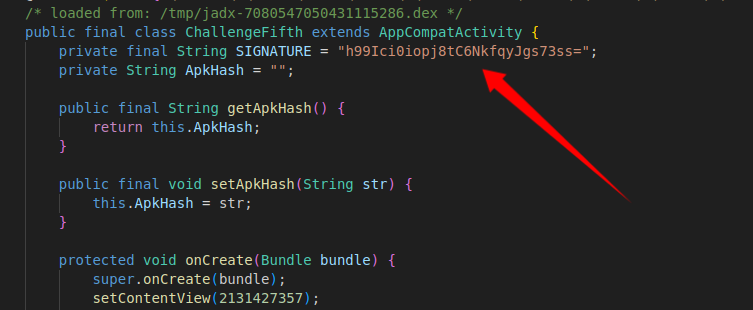 /* loaded from: /tmp/jadx-7080547050431115286.dex */
public final class ChallengeFifth extends AppCompatActivity {
    private final String SIGNATURE = "h99Ici0iopj8tC6NkfqyJgs73ss=";
    private String ApkHash = "";

    public final String getApkHash() {
        return this.ApkHash;
    }

    public final void setApkHash(String str) {
        this.ApkHash = str;
    }

    protected void onCreate(Bundle bundle) {
        super.onCreate(bundle);
        setContentView(2131427357);